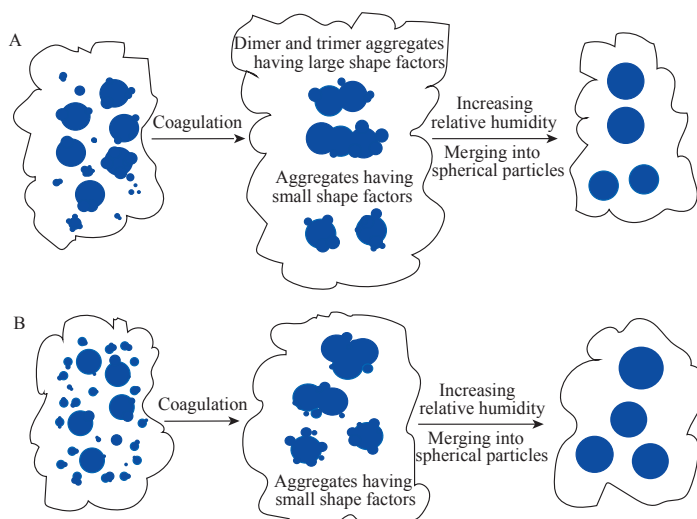 A
Dimer and trimer aggregates
having large shape factors
Coagulation
Increasing
relative humidity
Merging into
spherical particles
Aggregates having
small shape factors
B
Coagulation
Increasing
relative humidity
Merging into
spherical particles
Aggregates having
small shape factors